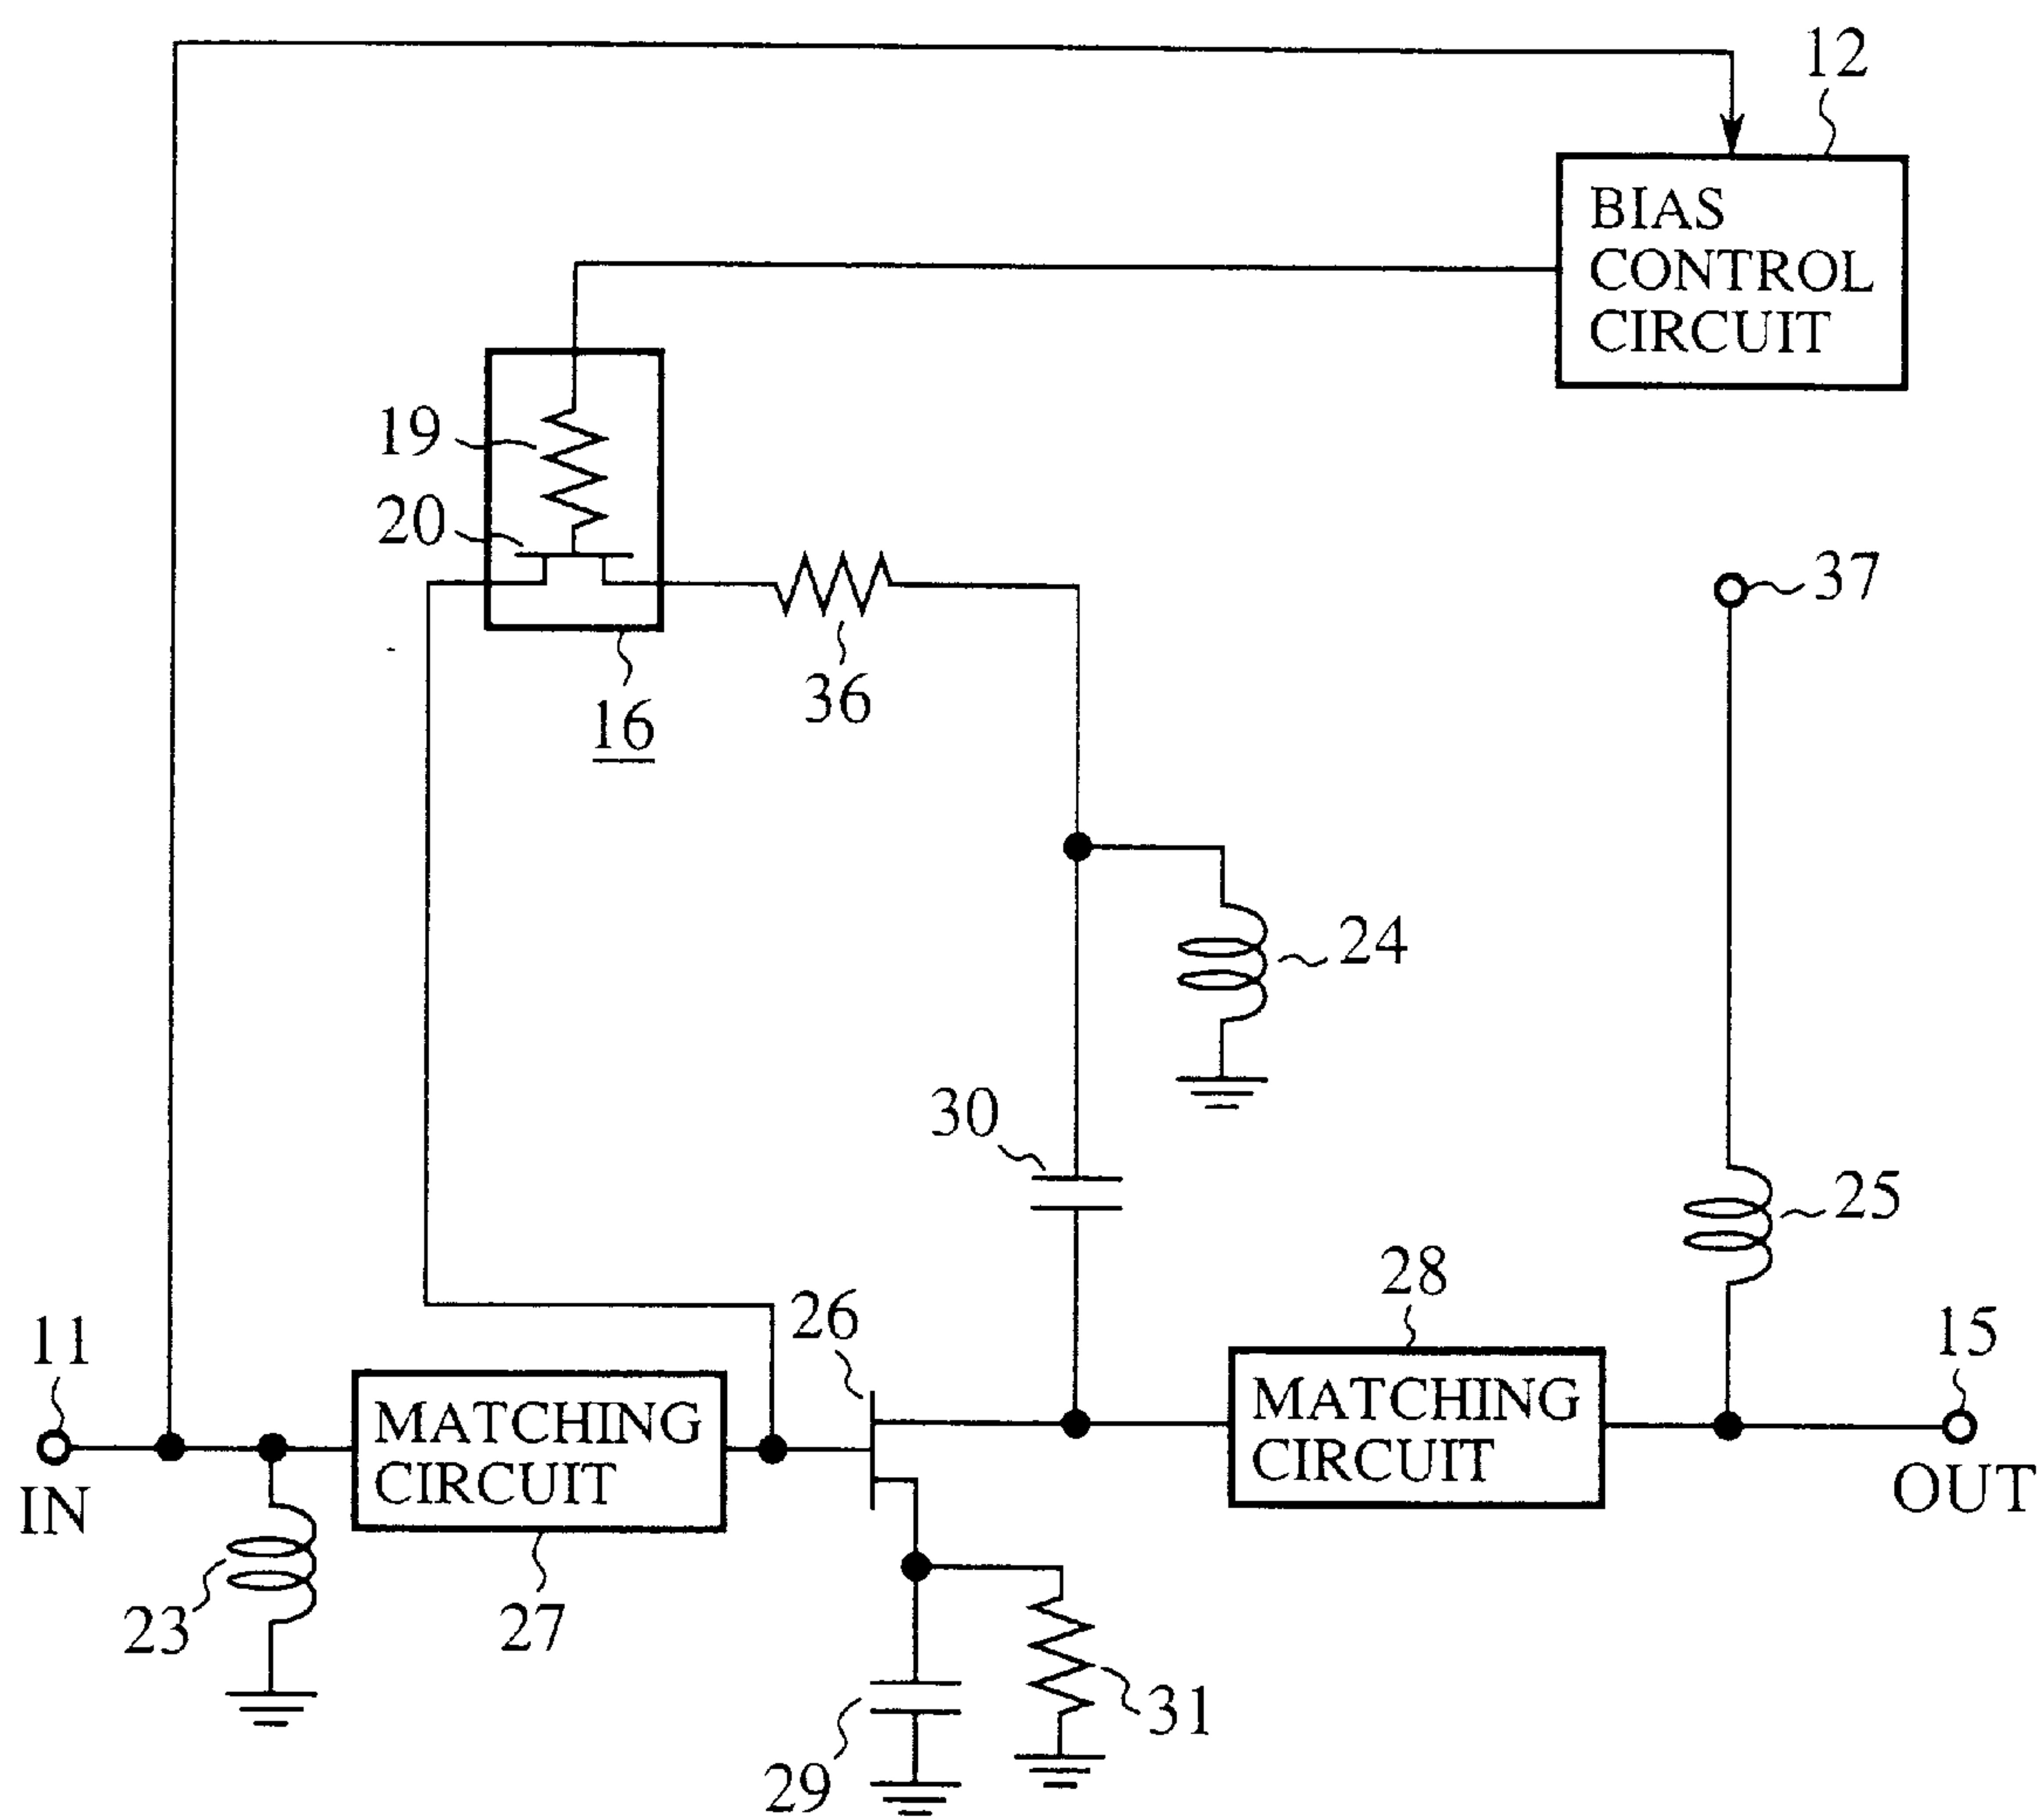 12
BIAS
CONTROL
CIRCUIT
19
20
37
36
16
24
30
25
28
26
15
11
MATCHING
CIRCUIT
MATCHING
CIRCUIT
IN
OUT
23
27
31
29